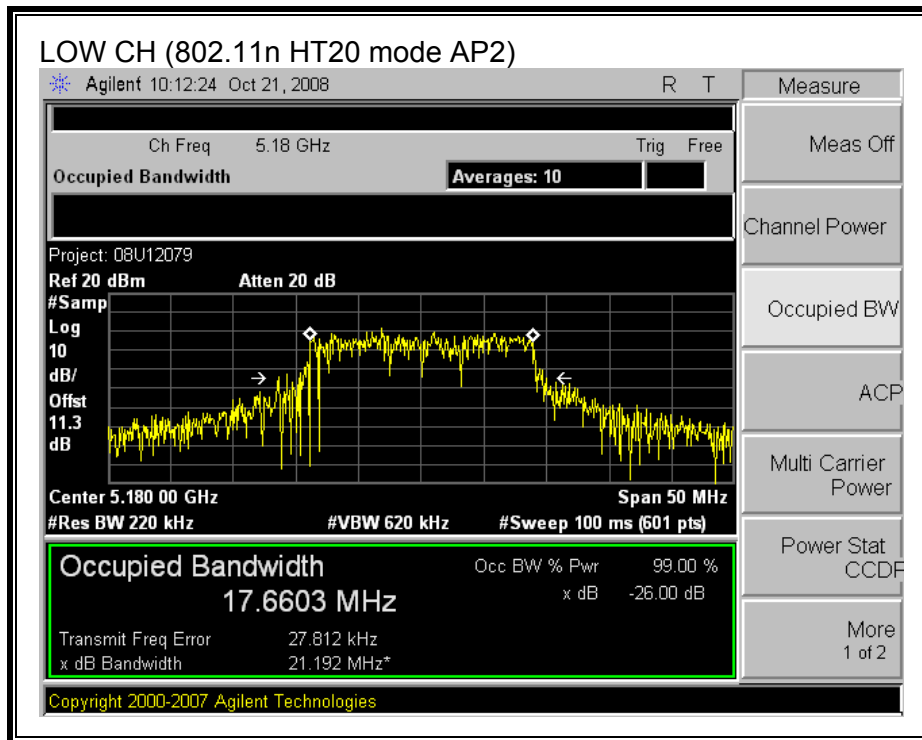 LOW CH (802.11n HT20 mode AP2)
Agilent 10:12:24 Oct 21, 2008 R T
Measure
Ch Freq 5.18 GHz Trig Free
Occupied Bandwidth Averages: 10
Project: 08U12079
Ref 20 dBm Atten 20 dB
#Samp
Log
10
dB/
Offst
11.3
dB
Center 5.180 00 GHz Span 50 MHz
#Res BW 220 kHz #VBW 620 kHz #Sweep 100 ms (601 pts)
Occupied Bandwidth Occ BW % Pwr 99.00 %
17.6603 MHz x dB -26.00 dB
Transmit Freq Error 27.812 kHz
x dB Bandwidth 21.192 MHz*
Copyright 2000-2007 Agilent Technologies
Meas Off
Channel Power
Occupied BW
ACP
Multi Carrier
Power
Power Stat
CCDF
More
1 of 2